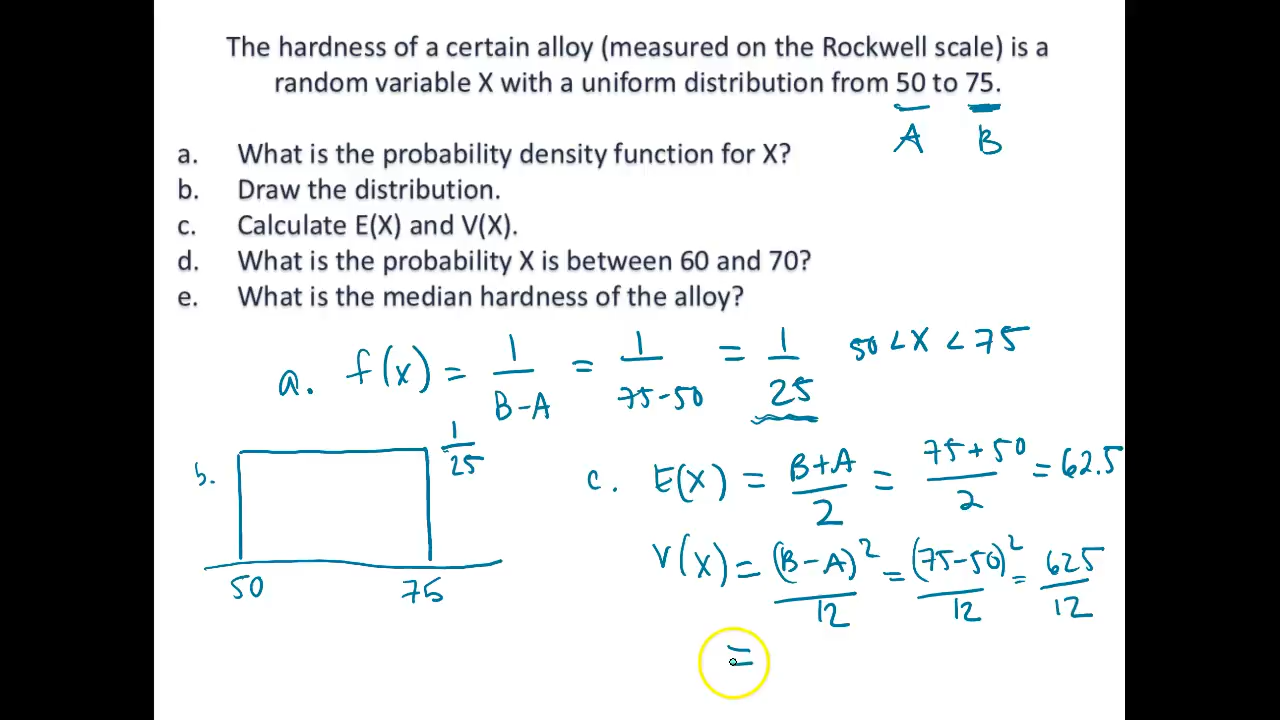 The hardness of a certain alloy (measured on the Rockwell scale) is a
random variable X with a uniform distribution from 50 to 75.
A B
a. What is the probability density function for X?
b. Draw the distribution.
c. Calculate E(X) and V(X).
d. What is the probability X is between 60 and 70?
e. What is the median hardness of the alloy?
a. f(x) = 1/(B-A) = 1/(75-50) = 1/25 50 < X < 75
b. 1/25
50 75
c. E(X) = (B+A)/2 = (75+50)/2 = 62.5
V(X) = (B-A)²/12 = (75-50)²/12 = 625/12
=